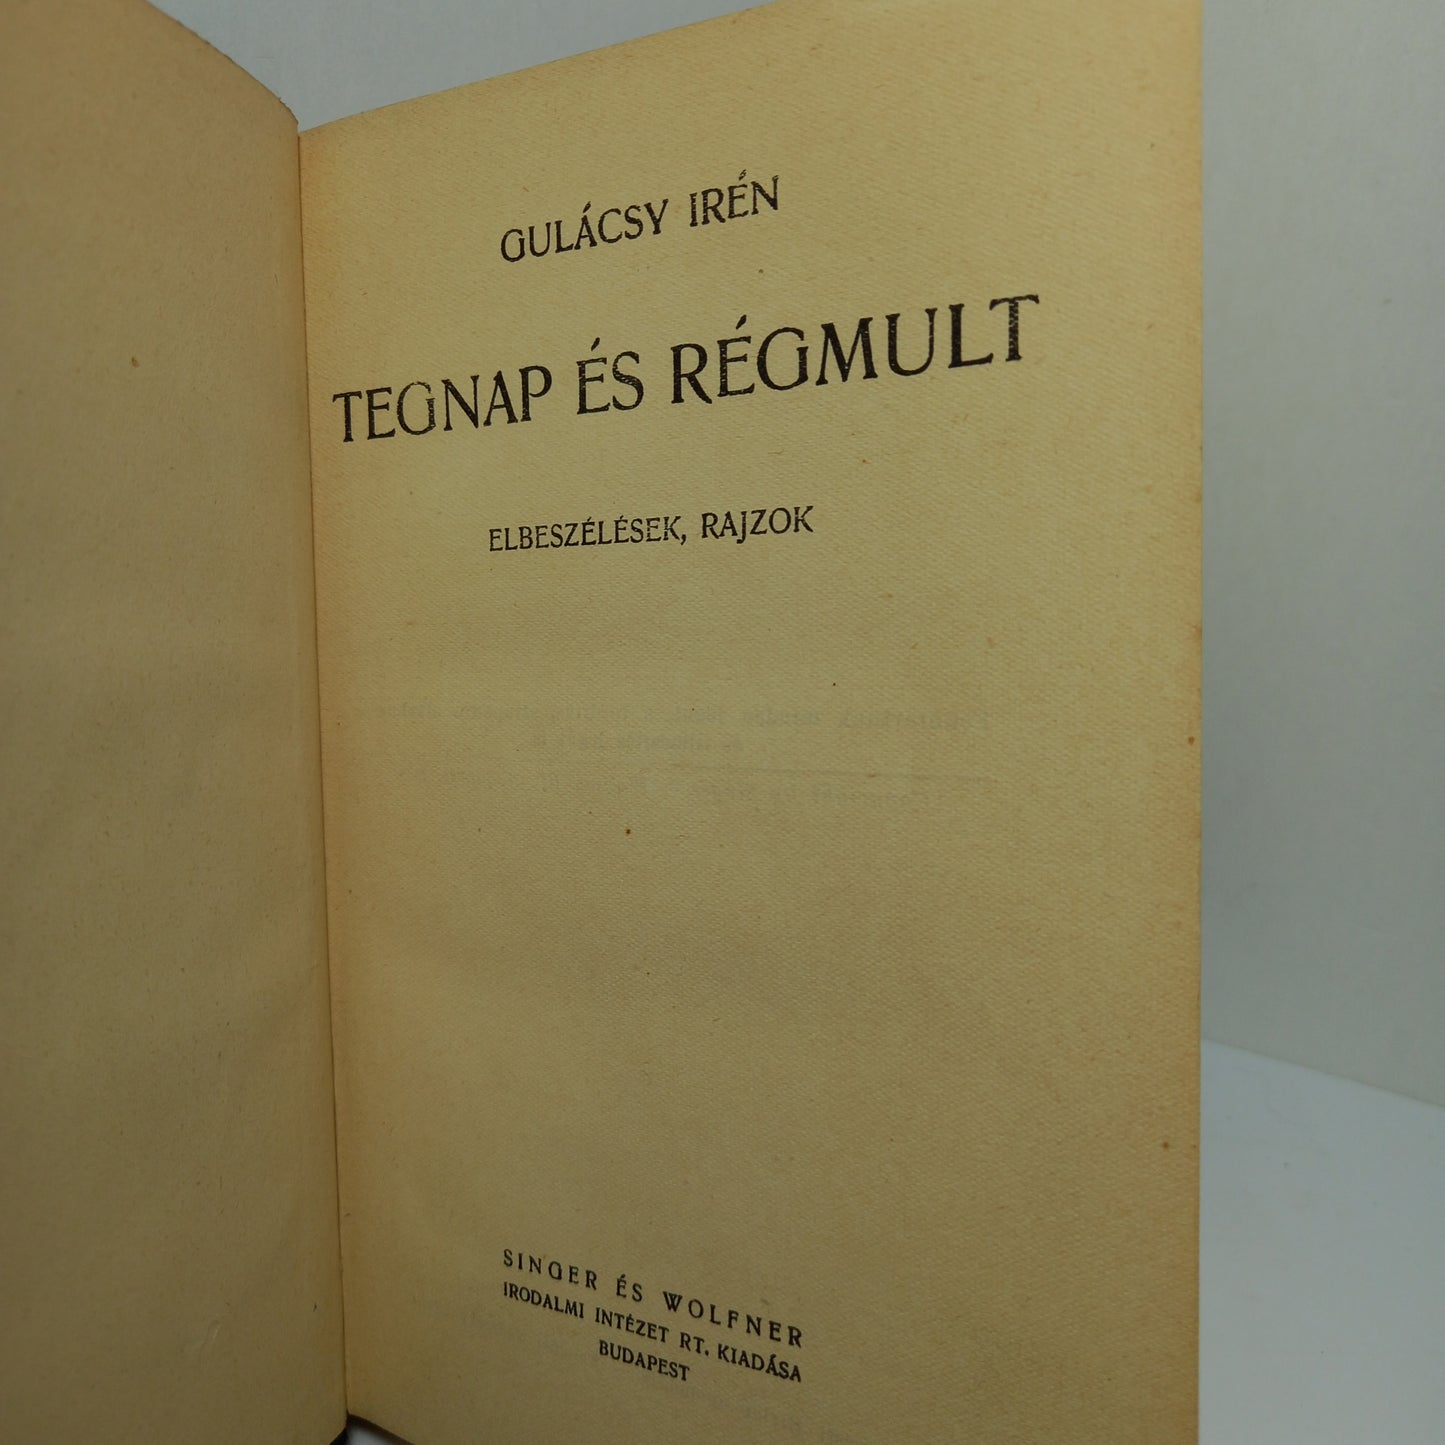 GULÁCSY IRÉN
TEGNAP ÉS RÉGMULT
ELBESZÉLÉSEK, RAJZOK
SINGER ÉS WOLFNER
IRODALMI INTÉZET RT. KIADÁSA
BUDAPEST